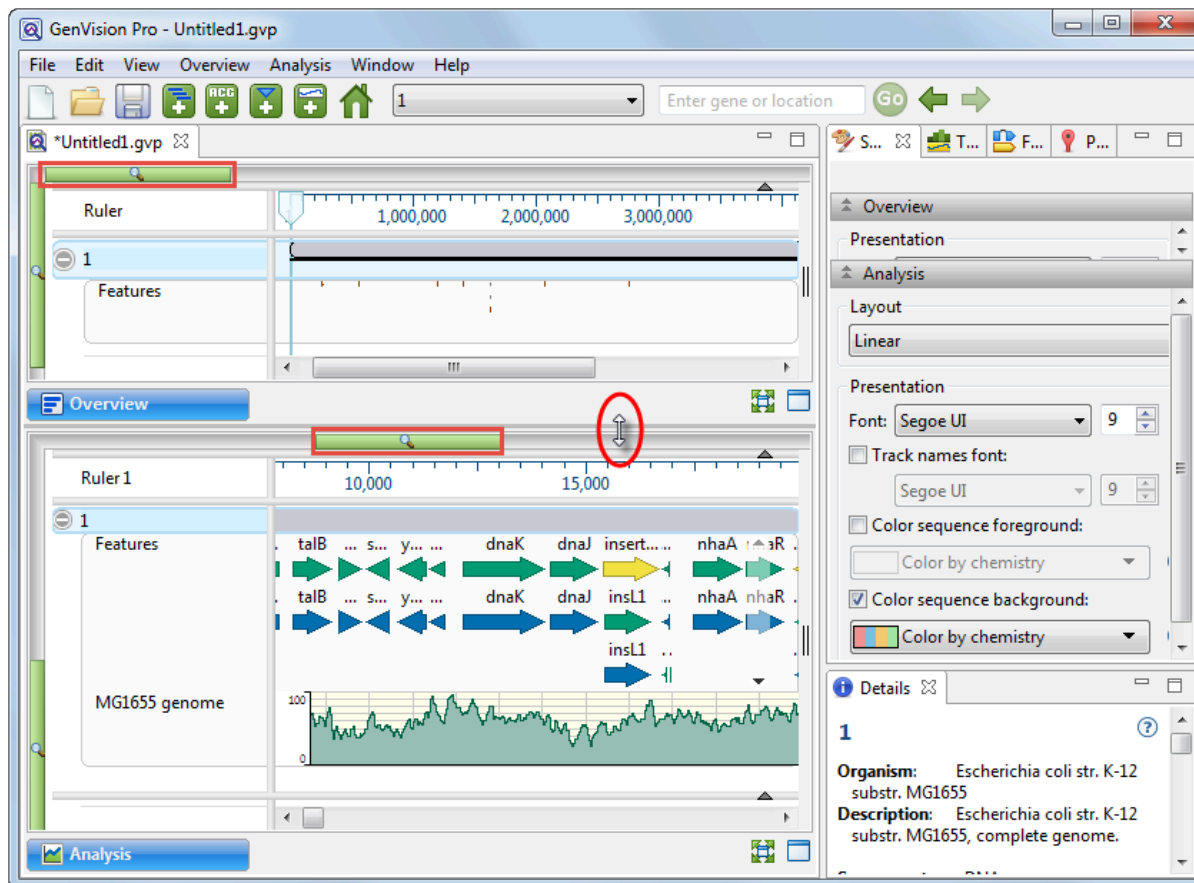 GenVision Pro - Untitled1.gvp
File Edit View Overview Analysis Window Help
ACG 1 Enter gene or location Go
*Untitled1.gvp
Ruler
1,000,000 2,000,000 3,000,000
1
Features
Overview
Ruler 1
10,000 15,000
1
Features
talB ... s... y... ... dnaK dnaJ insert... ... nhaA
talB ... s... y... ... dnaK dnaJ insL1 ... nhaA nhaR .
insL1 ..
MG1655 genome
100
0
Analysis
S... T... F... P...
Overview
Presentation
Analysis
Layout
Linear
Presentation
Font: Segoe UI 9
Track names font:
Segoe UI 9
Color sequence foreground:
Color by chemistry
Color sequence background:
Color by chemistry
Details
1
Organism: Escherichia coli str. K-12
substr. MG1655
Description: Escherichia coli str. K-12
substr. MG1655, complete genome.